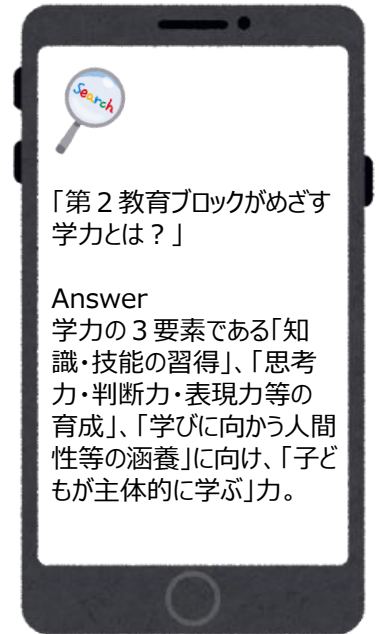 Search
「第２教育ブロックがめざす
学力とは？」
Answer
学力の３要素である「知
識・技能の習得」、「思考
力・判断力・表現力等の
育成」、「学びに向かう人間
性等の涵養」に向け、「子ど
もが主体的に学ぶ」力。